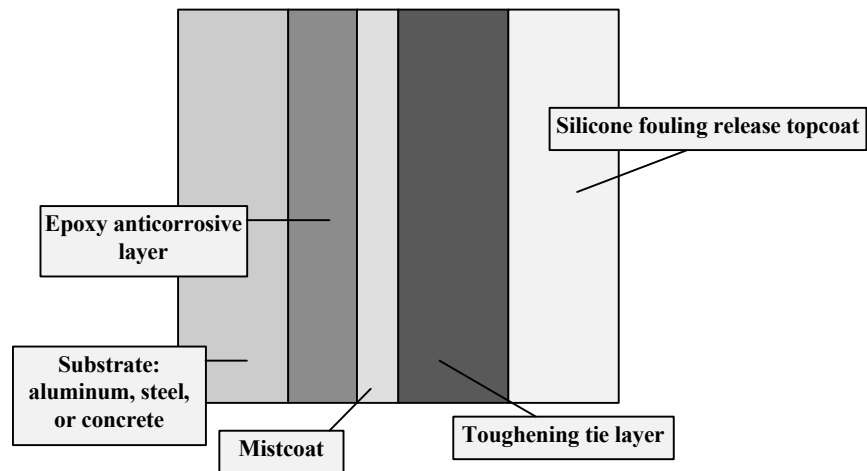 Silicone fouling release topcoat
Epoxy anticorrosive
layer
Substrate:
aluminum, steel,
or concrete
Mistcoat
Toughening tie layer